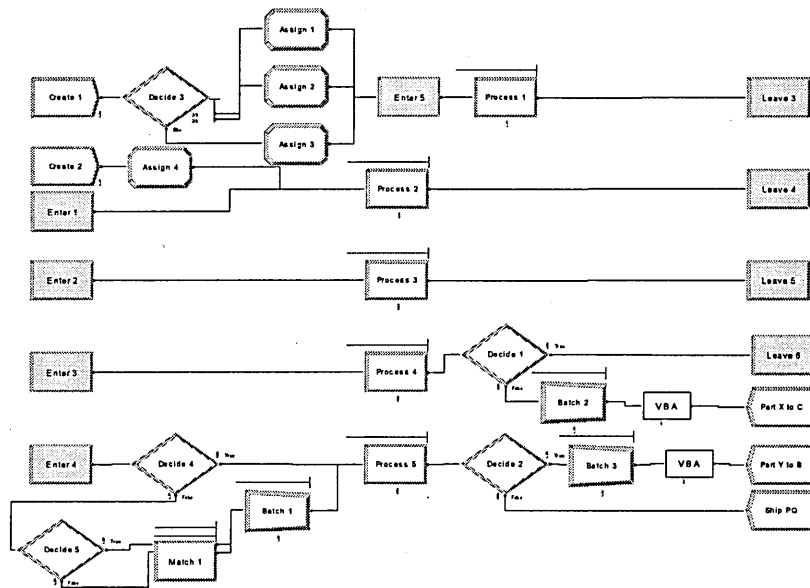 Assign 1
Create 1
Decide 3
Assign 2
Enter 5
Process 1
Leave 3
Else
Assign 3
Create 2
Assign 4
Process 2
Leave 4
Enter 1
Enter 2
Process 3
Leave 5
Enter 3
Process 4
Decide 1
True
Leave 6
False
Batch 2
VBA
Part X to C
Enter 4
Decide 4
True
Process 5
Decide 2
True
Batch 3
VBA
Part Y to B
False
Batch 1
False
Ship PQ
Decide 5
True
Match 1
False